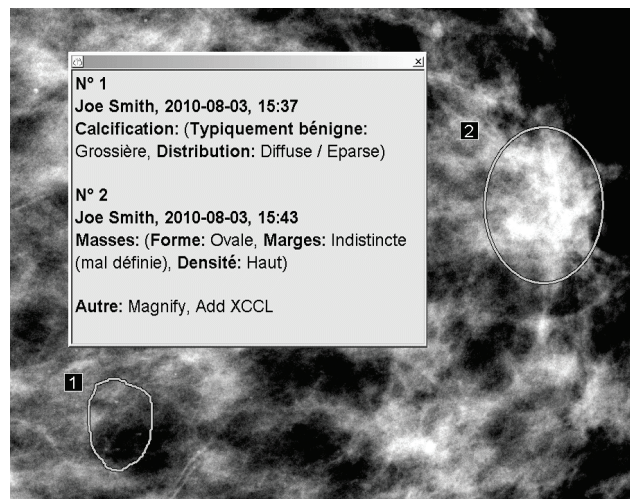 N° 1
Joe Smith, 2010-08-03, 15:37
Calcification: (Typiquement bénigne:
Grossière, Distribution: Diffuse / Eparse)
N° 2
Joe Smith, 2010-08-03, 15:43
Masses: (Forme: Ovale, Marges: Indistincte
(mal définie), Densité: Haut)
Autre: Magnify, Add XCCL
2
1